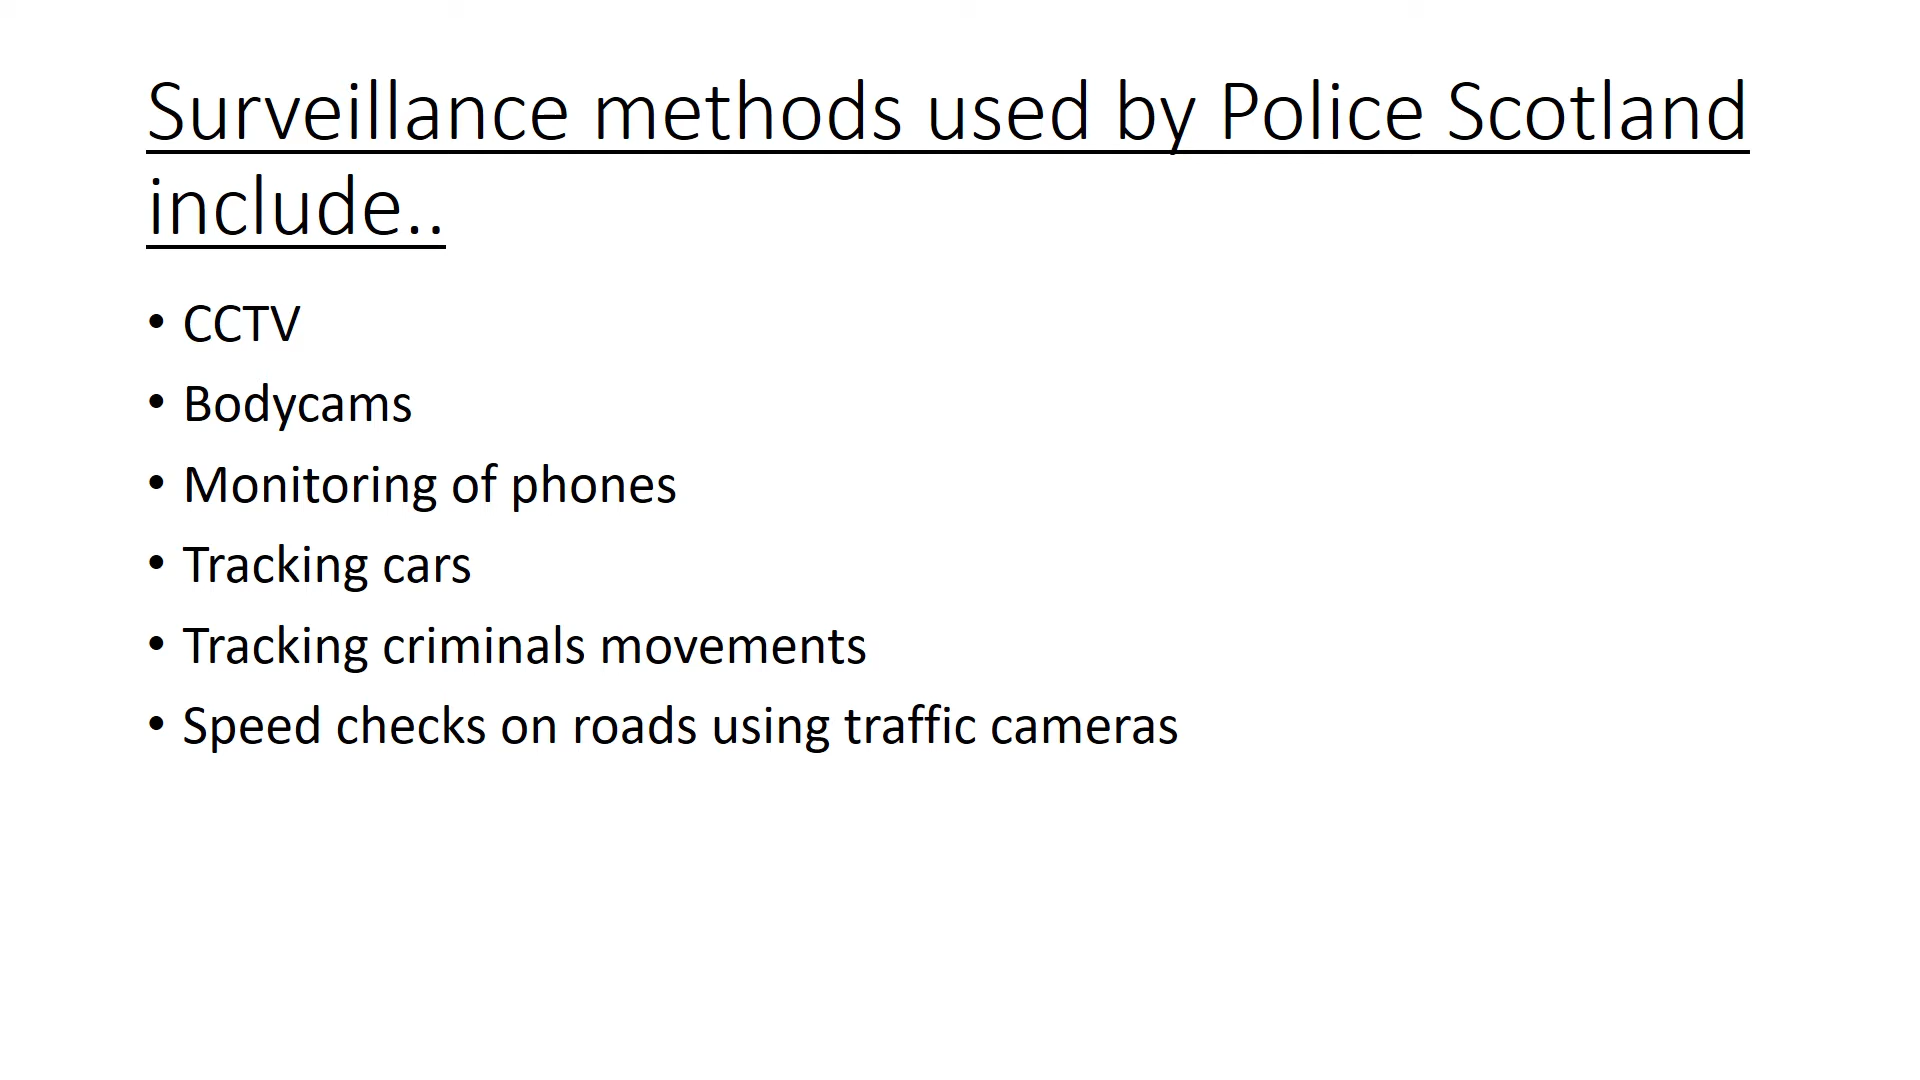 Surveillance methods used by Police Scotland
include..
• CCTV
• Bodycams
• Monitoring of phones
• Tracking cars
• Tracking criminals movements
• Speed checks on roads using traffic cameras